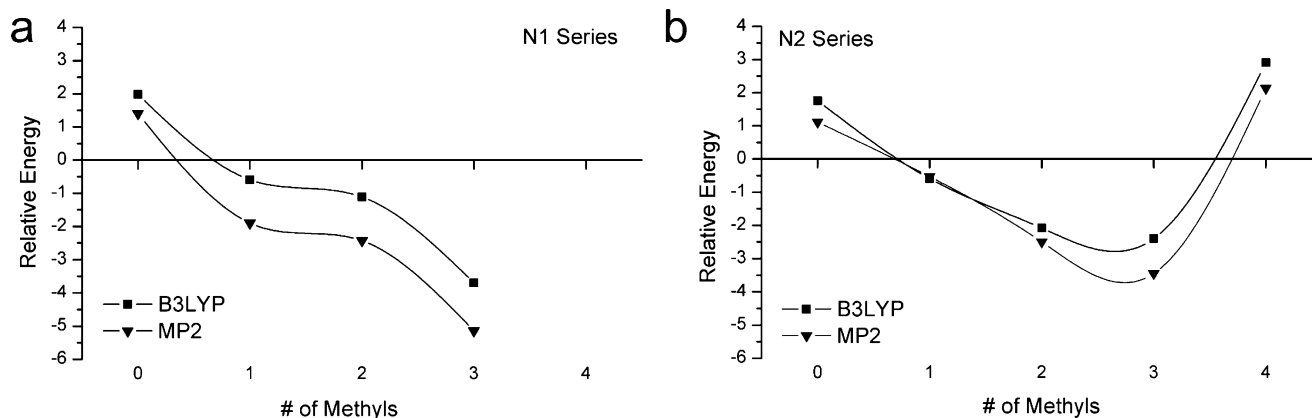 a
N1 Series
4
3
2
1
0
-1
-2
-3
-4
-5
-6
Relative Energy
B3LYP
MP2
0 1 2 3 4
# of Methyls
b
N2 Series
4
3
2
1
0
-1
-2
-3
-4
-5
-6
Relative Energy
B3LYP
MP2
0 1 2 3 4
# of Methyls